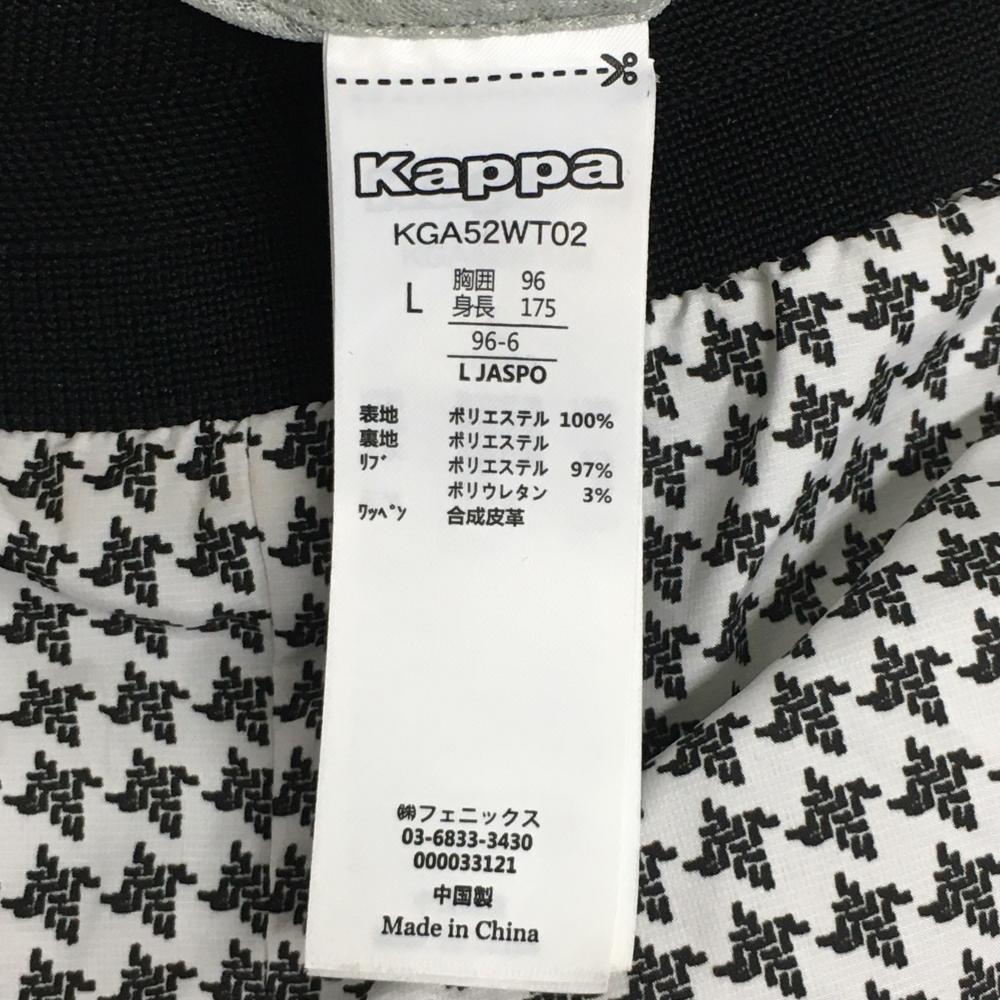 Kappa
KGA52WT02
L 胸囲 96
身長 175
96-6
L JASPO
表地 ポリエステル 100%
裏地 ポリエステル
ﾘﾌﾞ ポリエステル 97%
ポリウレタン 3%
ﾜｯﾍﾟﾝ 合成皮革
㈱フェニックス
03-6833-3430
000033121
中国製
Made in China